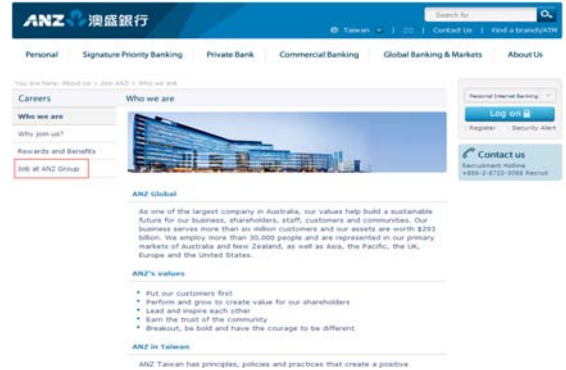 ANZ 澳盛銀行
Search for
Taiwan | | Contact Us | Find a branch/ATM
Personal Signature Priority Banking Private Bank Commercial Banking Global Banking & Markets About Us
You are here: About us > Join ANZ > Who we are
Careers
Who we are
Why join us?
Rewards and Benefits
Job at ANZ Group
Who we are
ANZ Global
As one of the largest company in Australia, our values help build a sustainable
future for our business, shareholders, staff, customers and communities. Our
business serves more than six million customers and our assets are worth $293
billion. We employ more than 30,000 people and are represented in our primary
markets of Australia and New Zealand, as well as Asia, the Pacific, the UK,
Europe and the United States.
ANZ's values
Put our customers first
Perform and grow to create value for our shareholders
Lead and inspire each other
Earn the trust of the community
Breakout, be bold and have the courage to be different
ANZ in Taiwan
ANZ Taiwan has principles, policies and practices that create a positive
Personal Internet Banking
Log on
Register Security Alert
Contact us
Recruitment Hotline
+886-2-8722-3088 Recruit